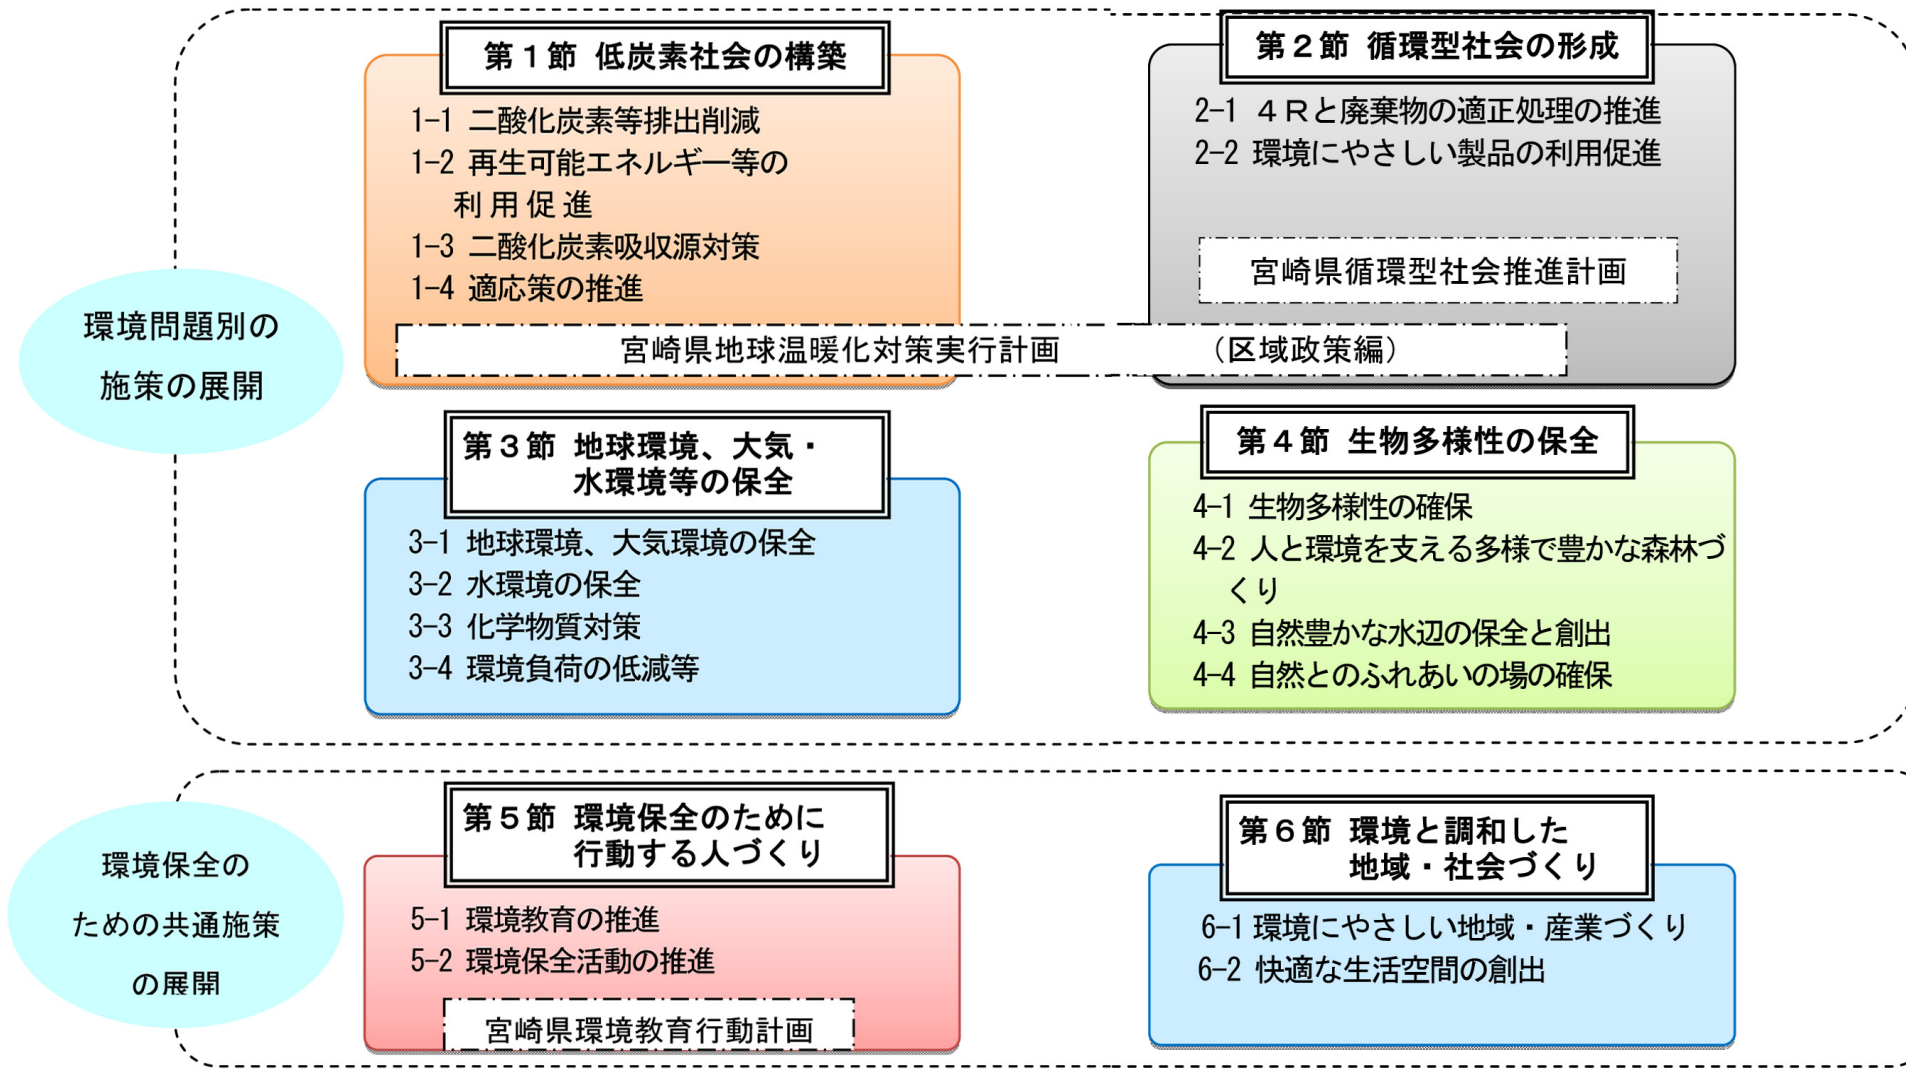 環境問題別の
施策の展開
第1節 低炭素社会の構築
1-1 二酸化炭素等排出削減
1-2 再生可能エネルギー等の
利用促進
1-3 二酸化炭素吸収源対策
1-4 適応策の推進
第2節 循環型社会の形成
2-1 4Rと廃棄物の適正処理の推進
2-2 環境にやさしい製品の利用促進
宮崎県循環型社会推進計画
宮崎県地球温暖化対策実行計画 （区域政策編）
第3節 地球環境、大気・
水環境等の保全
3-1 地球環境、大気環境の保全
3-2 水環境の保全
3-3 化学物質対策
3-4 環境負荷の低減等
第4節 生物多様性の保全
4-1 生物多様性の確保
4-2 人と環境を支える多様で豊かな森林づ
くり
4-3 自然豊かな水辺の保全と創出
4-4 自然とのふれあいの場の確保
環境保全の
ための共通施策
の展開
第5節 環境保全のために
行動する人づくり
5-1 環境教育の推進
5-2 環境保全活動の推進
宮崎県環境教育行動計画
第6節 環境と調和した
地域・社会づくり
6-1 環境にやさしい地域・産業づくり
6-2 快適な生活空間の創出